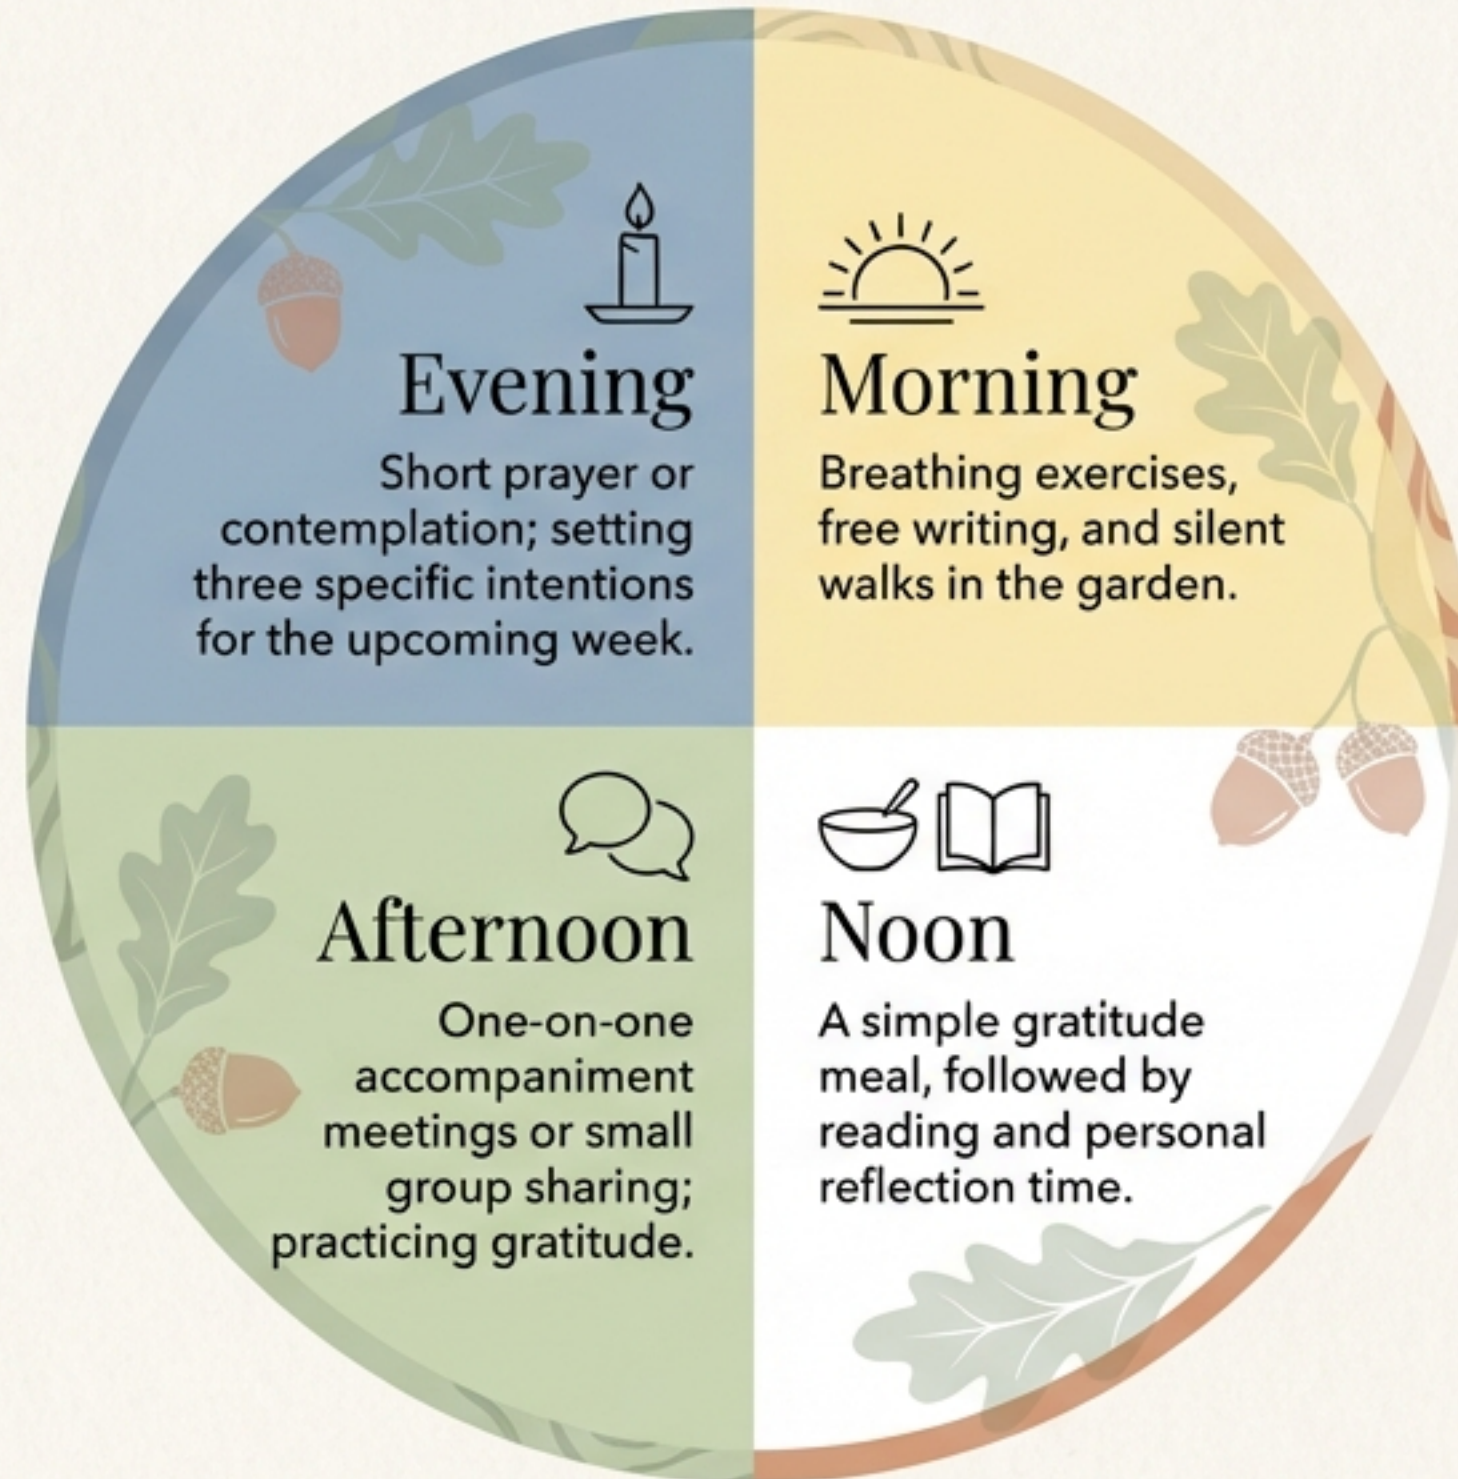 Evening
Short prayer or
contemplation; setting
three specific intentions
for the upcoming week.
Morning
Breathing exercises,
free writing, and silent
walks in the garden.
Afternoon
One-on-one
accompaniment
meetings or small
group sharing;
practicing gratitude.
Noon
A simple gratitude
meal, followed by
reading and personal
reflection time.